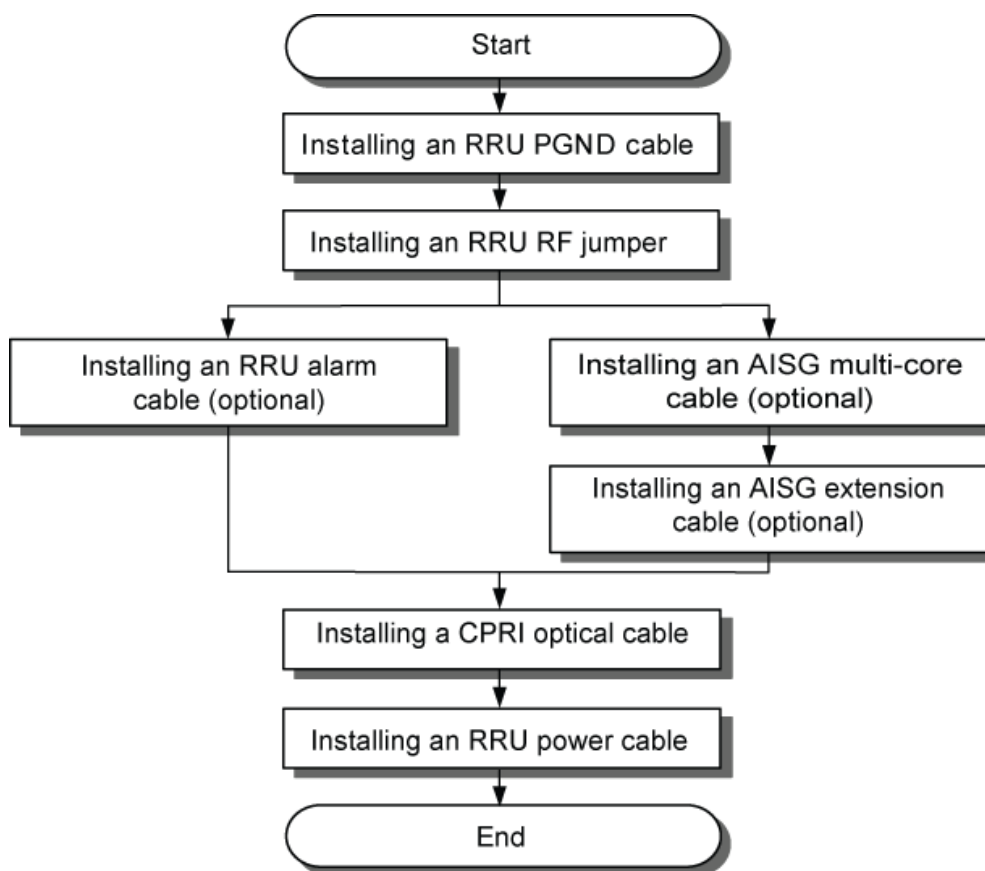 Start
Installing an RRU PGND cable
Installing an RRU RF jumper
Installing an RRU alarm
cable (optional)
Installing an AISG multi-core
cable (optional)
Installing an AISG extension
cable (optional)
Installing a CPRI optical cable
Installing an RRU power cable
End